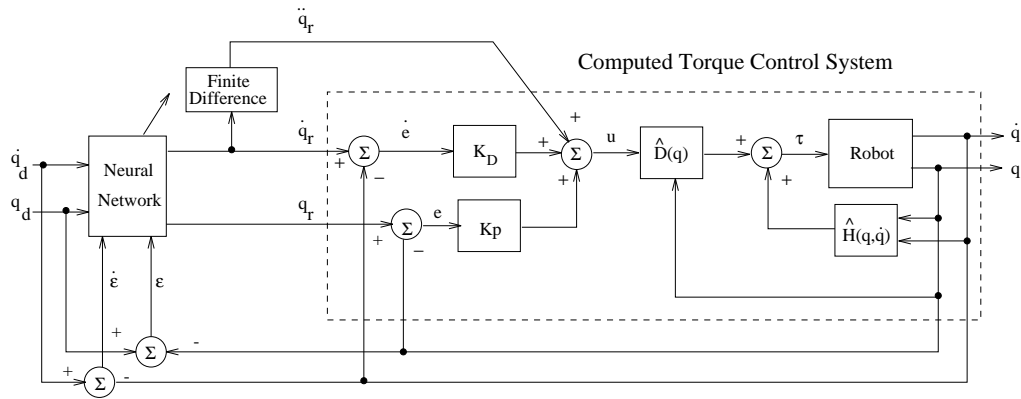 q̈r
Computed Torque Control System
Finite
Difference
q̇r
ė
+
u
+
τ
q̇
q̇d
+
Σ
−
KD
+
Σ
D̂(q)
Σ
Robot
q
Neural
Network
qd
qr
+
+
e
Kp
+
Σ
−
Ĥ(q,q̇)
ε̇
ε
+
Σ
-
+
Σ
-